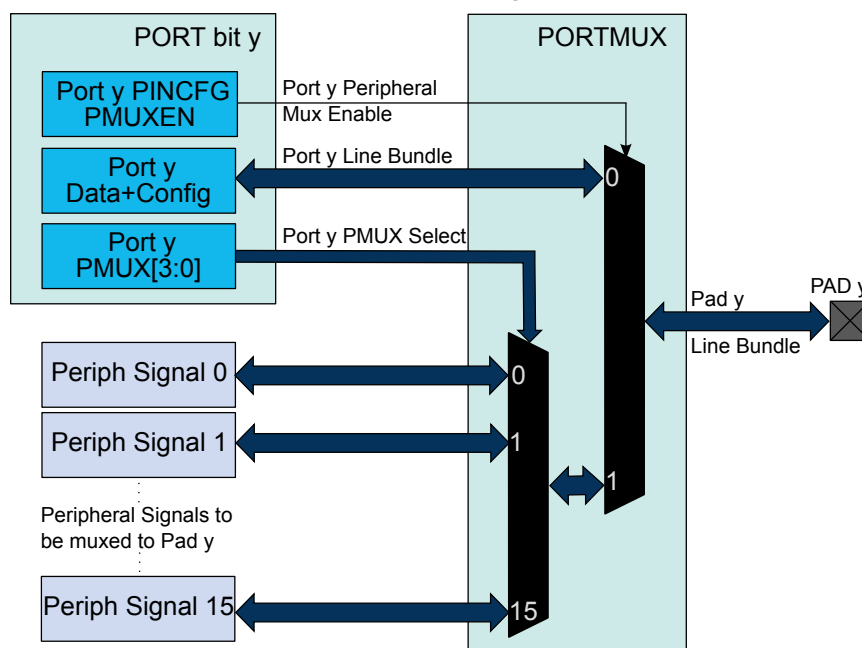 PORT bit y
PORTMUX
Port y PINCFG
PMUXEN
Port y Peripheral
Mux Enable
Port y
Data+Config
Port y Line Bundle
0
Port y
PMUX[3:0]
Port y PMUX Select
Pad y
Line Bundle
PAD y
Periph Signal 0
0
Periph Signal 1
1
1
Peripheral Signals to
be muxed to Pad y
Periph Signal 15
15